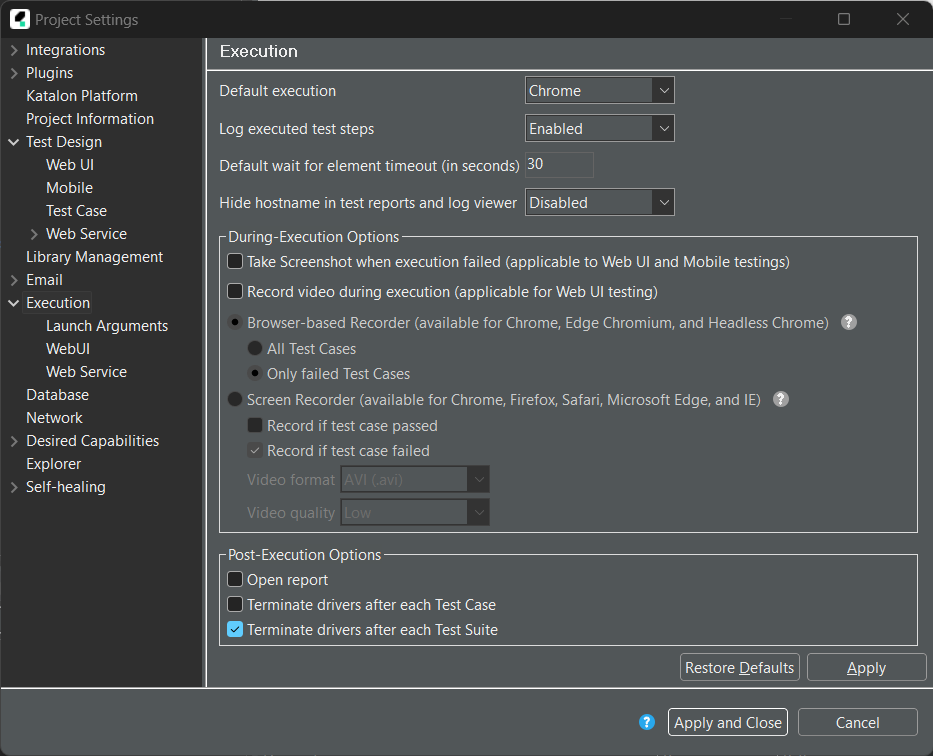 Project Settings
Integrations
Plugins
Katalon Platform
Project Information
Test Design
Web UI
Mobile
Test Case
Web Service
Library Management
Email
Execution
Launch Arguments
WebUI
Web Service
Database
Network
Desired Capabilities
Explorer
Self-healing
Execution
Default execution Chrome
Log executed test steps Enabled
Default wait for element timeout (in seconds) 30
Hide hostname in test reports and log viewer Disabled
During-Execution Options
Take Screenshot when execution failed (applicable to Web UI and Mobile testings)
Record video during execution (applicable for Web UI testing)
Browser-based Recorder (available for Chrome, Edge Chromium, and Headless Chrome) ?
All Test Cases
Only failed Test Cases
Screen Recorder (available for Chrome, Firefox, Safari, Microsoft Edge, and IE) ?
Record if test case passed
Record if test case failed
Video format AVI (.avi)
Video quality Low
Post-Execution Options
Open report
Terminate drivers after each Test Case
Terminate drivers after each Test Suite
Restore Defaults Apply
? Apply and Close Cancel